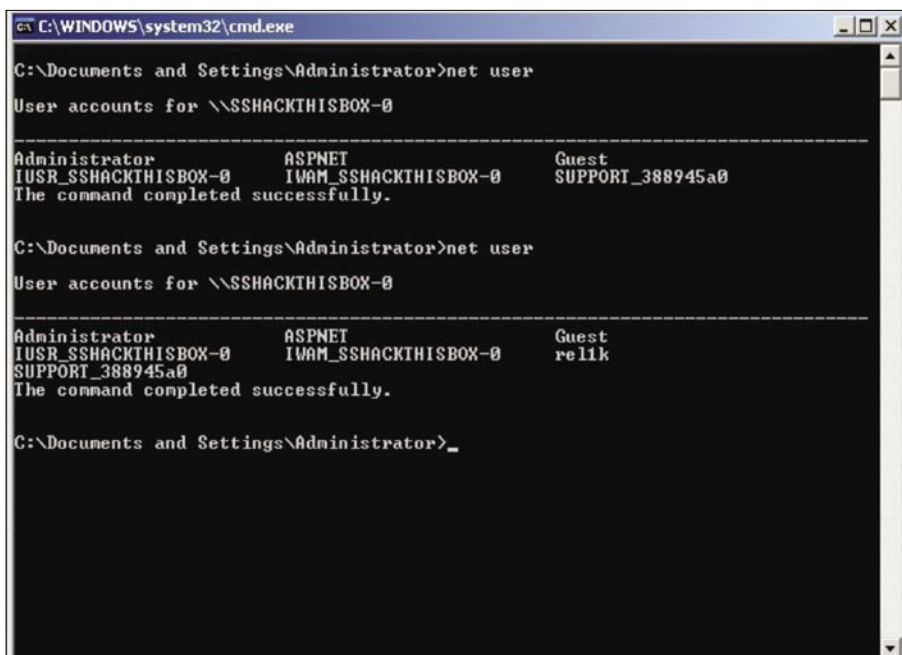 C:\WINDOWS\system32\cmd.exe
C:\Documents and Settings\Administrator>net user
User accounts for \\SSHACKTHISBOX-0
-------------------------------------------------------------------------------
Administrator ASPNET Guest
IUSR_SSHACKTHISBOX-0 IWAM_SSHACKTHISBOX-0 SUPPORT_388945a0
The command completed successfully.
C:\Documents and Settings\Administrator>net user
User accounts for \\SSHACKTHISBOX-0
-------------------------------------------------------------------------------
Administrator ASPNET Guest
IUSR_SSHACKTHISBOX-0 IWAM_SSHACKTHISBOX-0 rel1k
SUPPORT_388945a0
The command completed successfully.
C:\Documents and Settings\Administrator>_